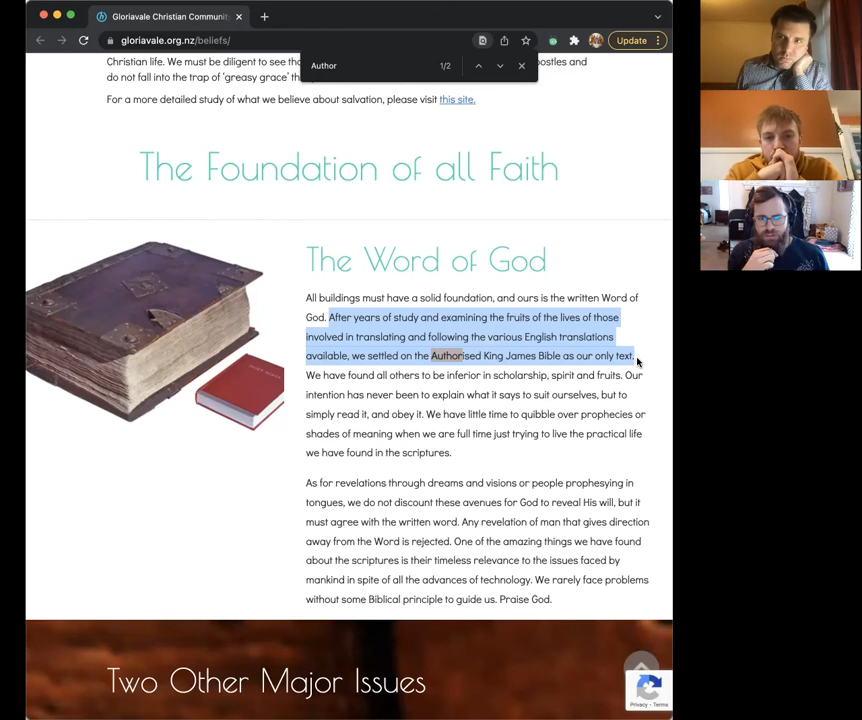 Gloriavale Christian Communit
gloriavale.org.nz/beliefs/
Update
Author
1/2
Christian life. We must be diligent to see tha
postles and
do not fall into the trap of 'greasy grace' th
For a more detailed study of what we believe about salvation, please visit this site.
The Foundation of all Faith
The Word of God
All buildings must have a solid foundation, and ours is the written Word of
God. After years of study and examining the fruits of the lives of those
involved in translating and following the various English translations
available, we settled on the Authorised King James Bible as our only text.
We have found all others to be inferior in scholarship, spirit and fruits. Our
intention has never been to explain what it says to suit ourselves, but to
simply read it, and obey it. We have little time to quibble over prophecies or
shades of meaning when we are full time just trying to live the practical life
we have found in the scriptures.
As for revelations through dreams and visions or people prophesying in
tongues, we do not discount these avenues for God to reveal His will, but it
must agree with the written word. Any revelation of man that gives direction
away from the Word is rejected. One of the amazing things we have found
about the scriptures is their timeless relevance to the issues faced by
mankind in spite of all the advances of technology. We rarely face problems
without some Biblical principle to guide us. Praise God.
Two Other Major Issues
Privacy - Terms